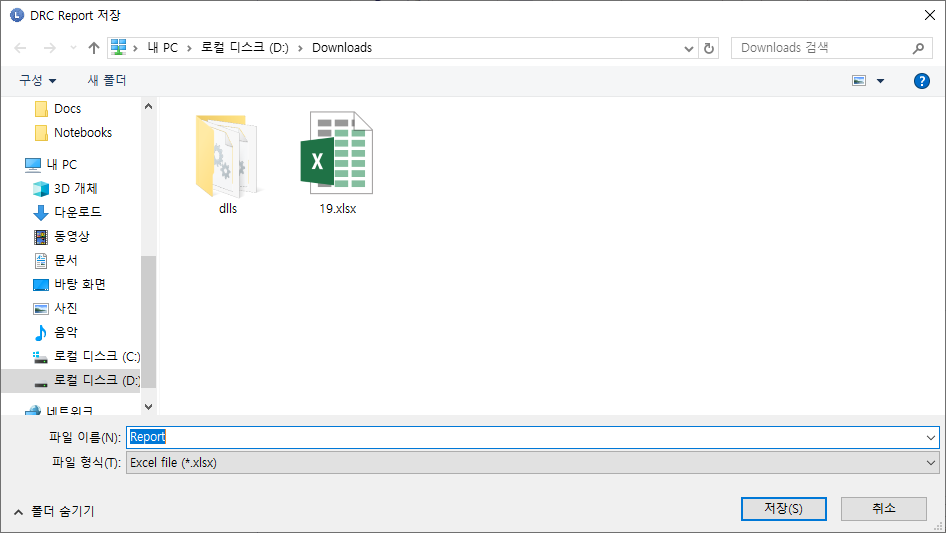 DRC Report 저장
내 PC > 로컬 디스크 (D:) > Downloads
Downloads 검색
구성
새 폴더
Docs
Notebooks
내 PC
3D 개체
다운로드
동영상
문서
바탕 화면
사진
음악
로컬 디스크 (C:)
로컬 디스크 (D:)
네트워크
dlls
19.xlsx
파일 이름(N):
Report
파일 형식(T):
Excel file (*.xlsx)
폴더 숨기기
저장(S)
취소